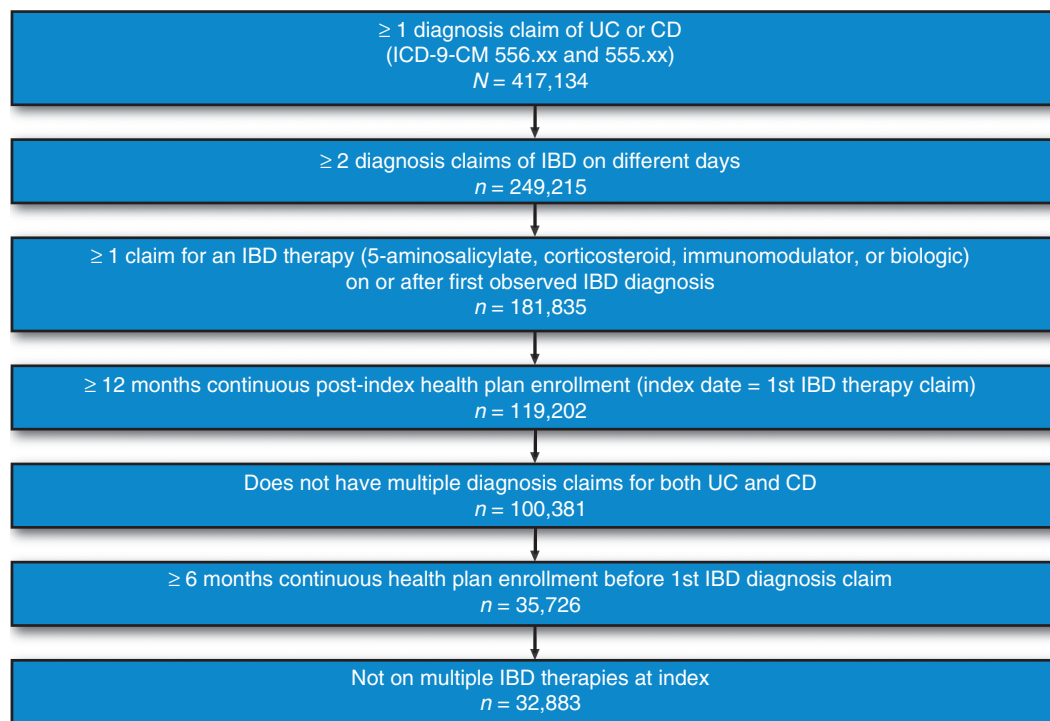 ≥ 1 diagnosis claim of UC or CD
(ICD-9-CM 556.xx and 555.xx)
N = 417,134
≥ 2 diagnosis claims of IBD on different days
n = 249,215
≥ 1 claim for an IBD therapy (5-aminosalicylate, corticosteroid, immunomodulator, or biologic)
on or after first observed IBD diagnosis
n = 181,835
≥ 12 months continuous post-index health plan enrollment (index date = 1st IBD therapy claim)
n = 119,202
Does not have multiple diagnosis claims for both UC and CD
n = 100,381
≥ 6 months continuous health plan enrollment before 1st IBD diagnosis claim
n = 35,726
Not on multiple IBD therapies at index
n = 32,883